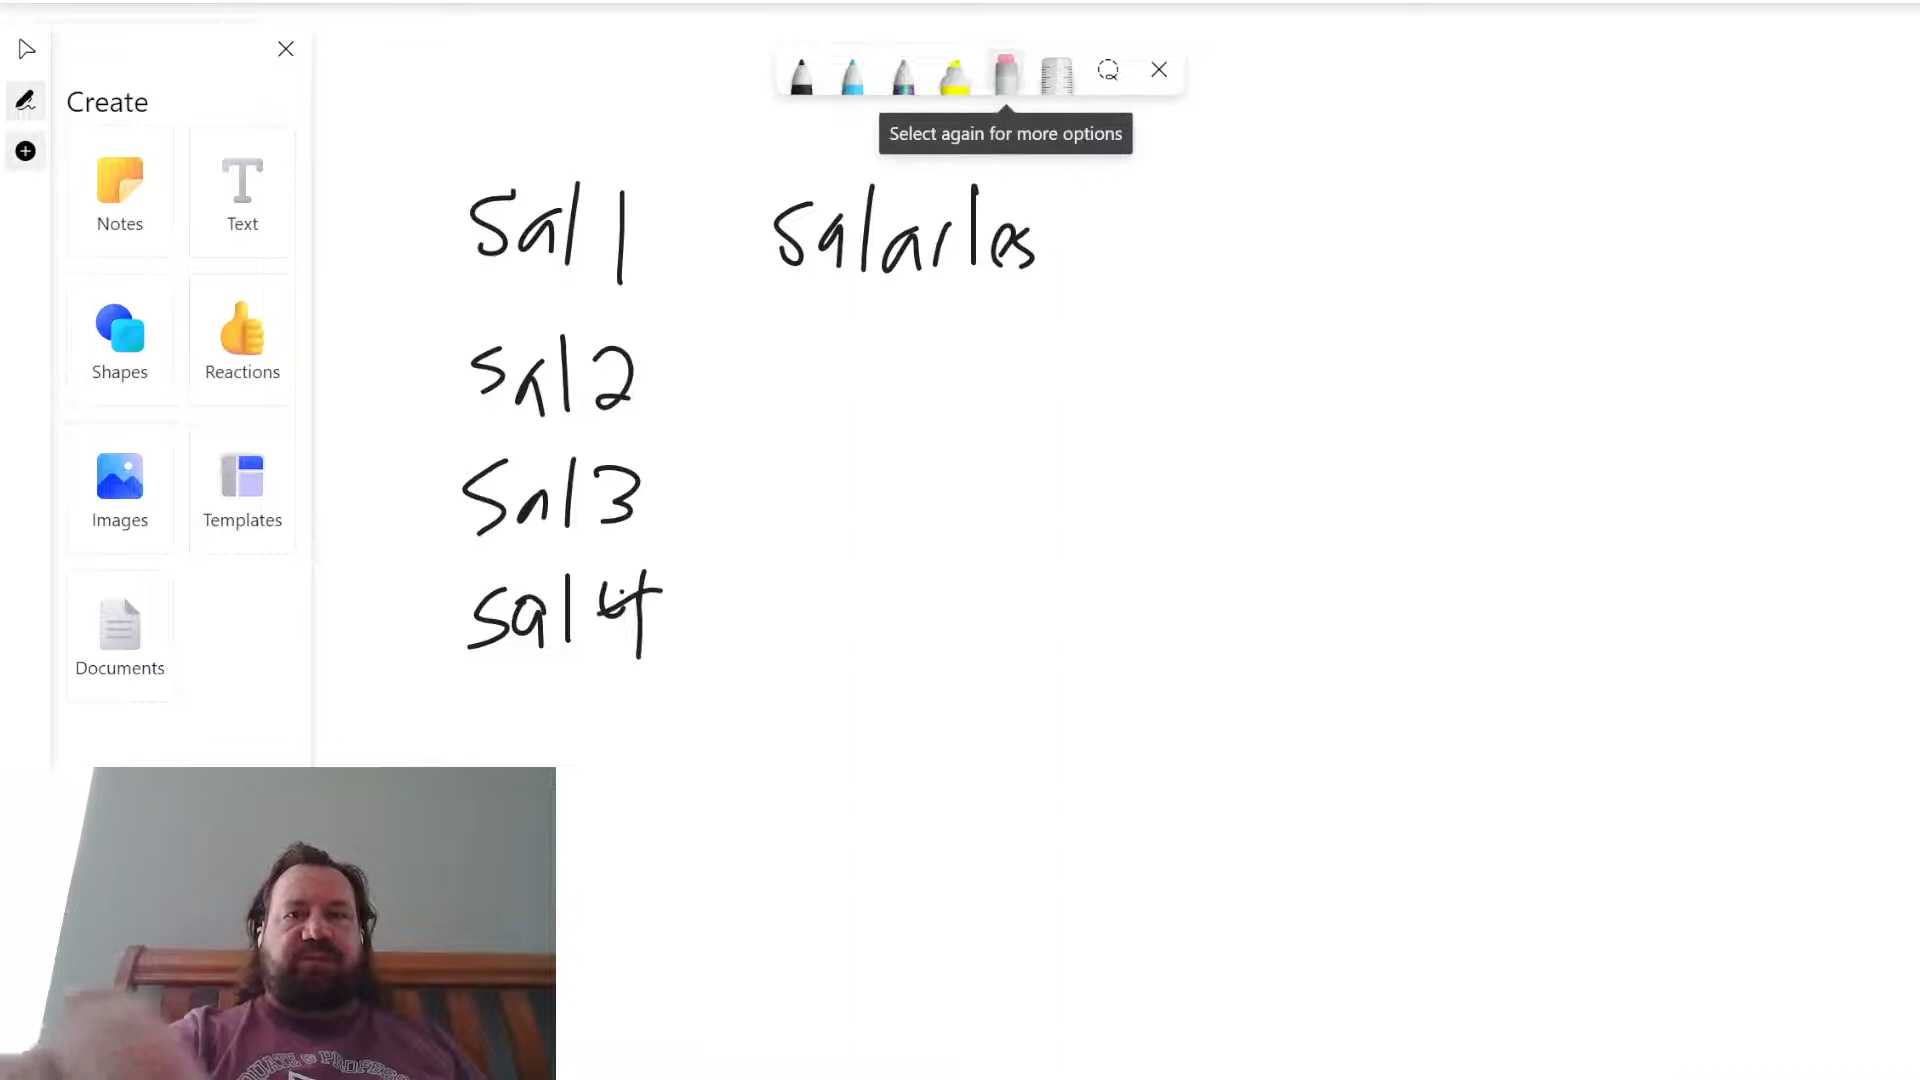 Create
Select again for more options
Notes
Text
sal 1 salaries
Shapes
Reactions
sal 2
Images
Templates
sal 3
sal 4
Documents